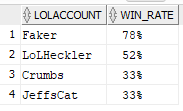 LOLACCOUNT WIN_RATE
1 Faker 78%
2 LoLHeckler 52%
3 Crumbs 33%
4 JeffsCat 33%